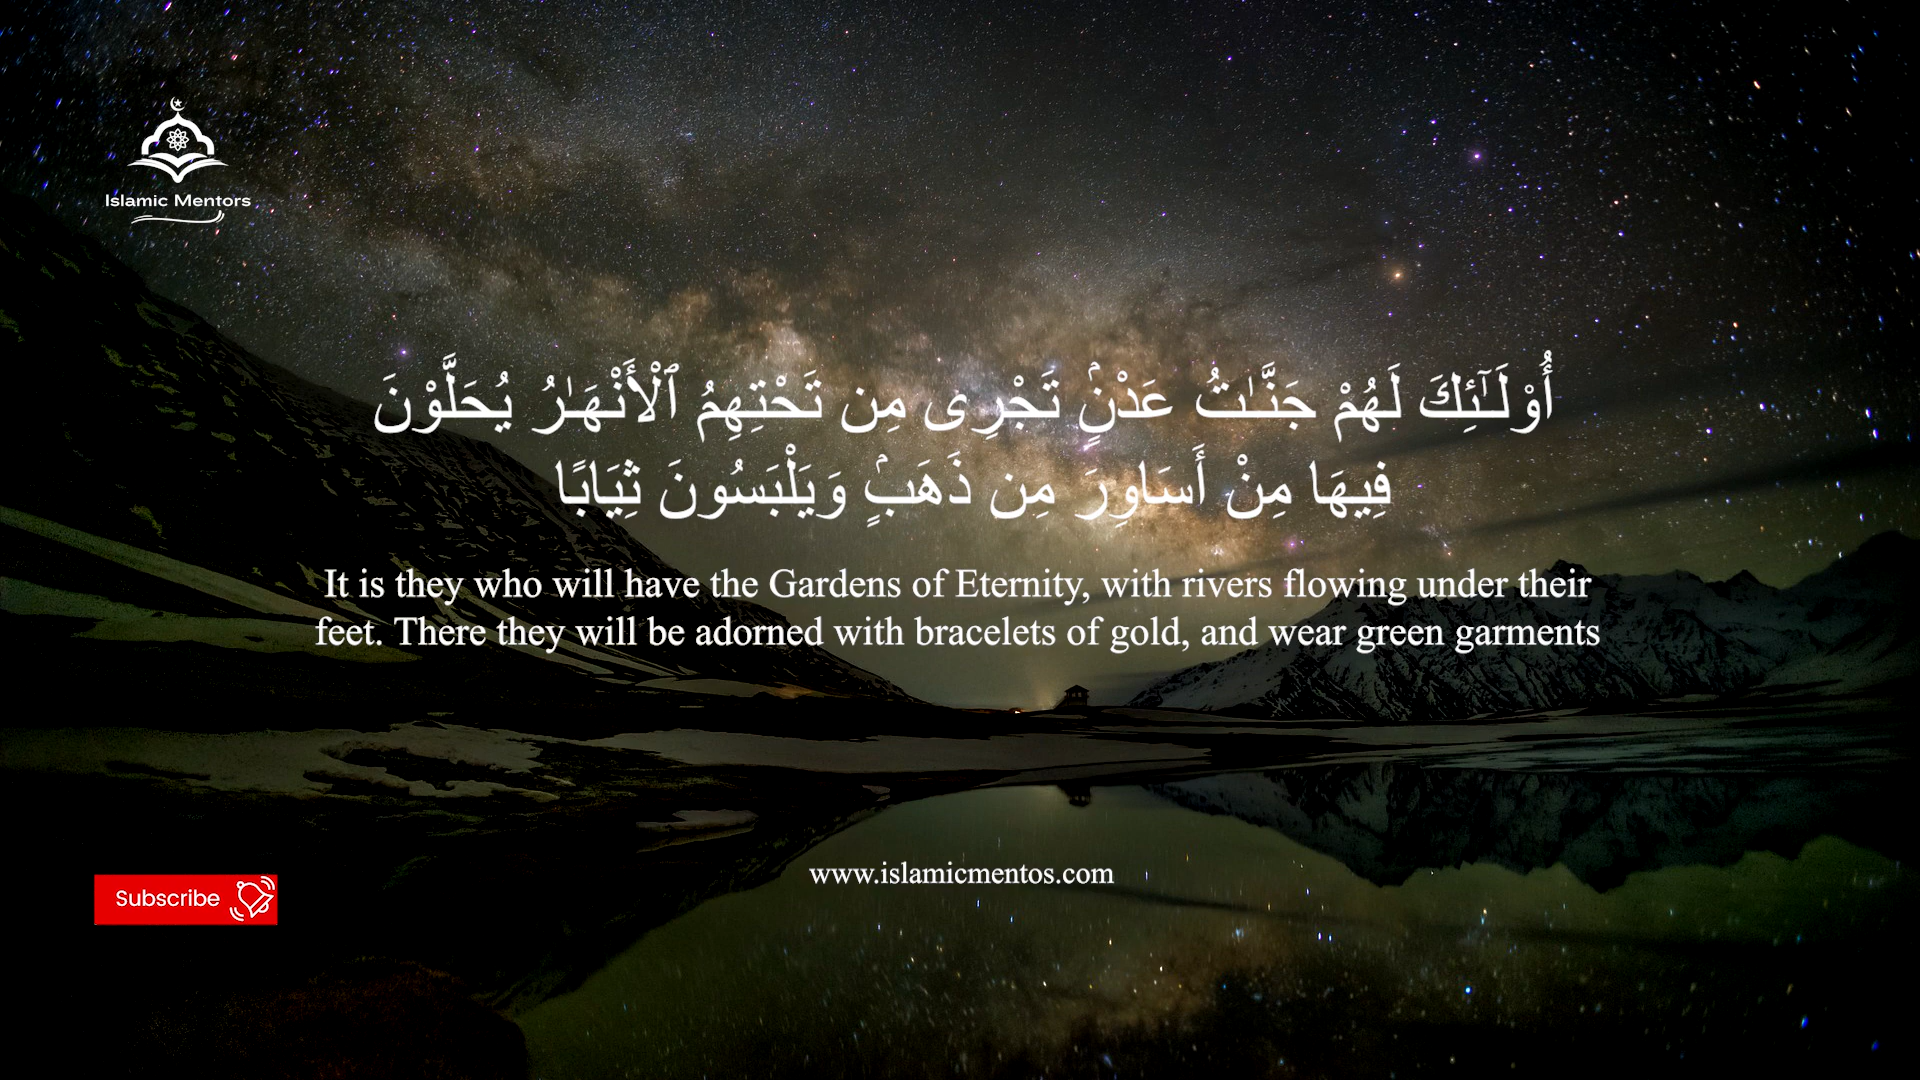 Islamic Mentors
أُوْلَـٰٓئِكَ لَهُمْ جَنَّـٰتُ عَدْنٍۢ تَجْرِى مِن تَحْتِهِمُ ٱلْأَنْهَـٰرُ يُحَلَّوْنَ
فِيهَا مِنْ أَسَاوِرَ مِن ذَهَبٍۢ وَيَلْبَسُونَ ثِيَابًا
It is they who will have the Gardens of Eternity, with rivers flowing under their
feet. There they will be adorned with bracelets of gold, and wear green garments
www.islamicmentos.com
Subscribe